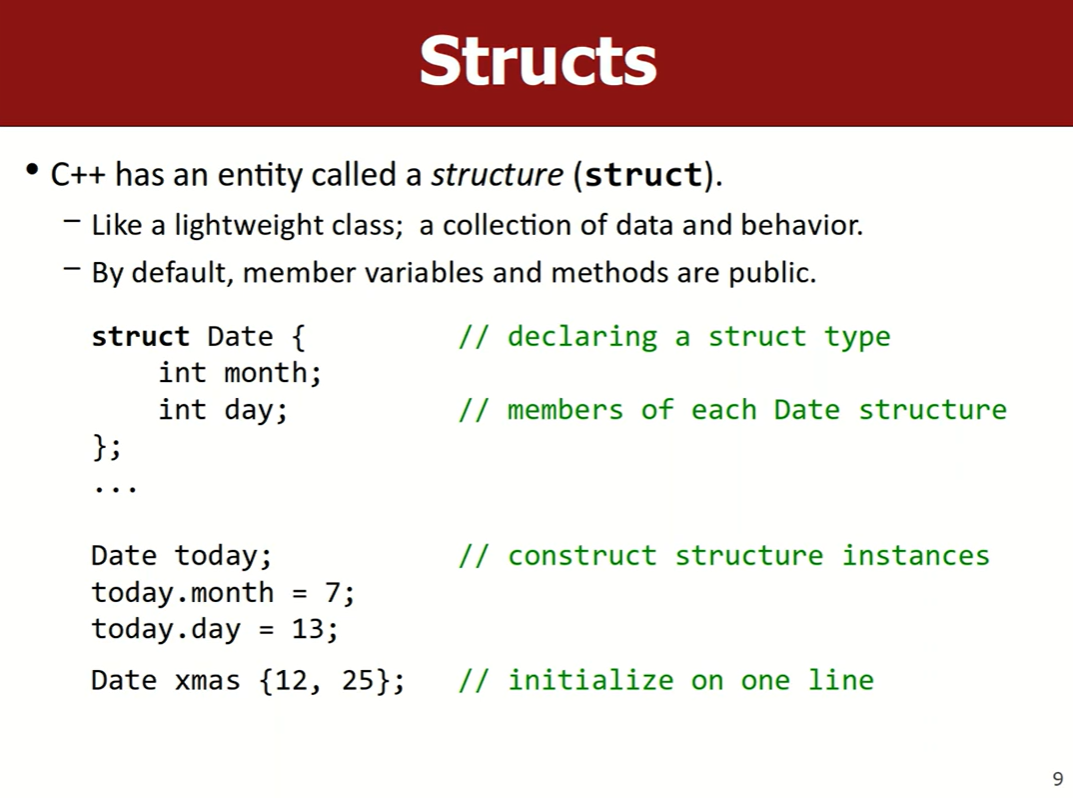 Structs
• C++ has an entity called a structure (struct).
– Like a lightweight class;  a collection of data and behavior.
– By default, member variables and methods are public.
struct Date {         // declaring a struct type
    int month;
    int day;          // members of each Date structure
};
...
Date today;           // construct structure instances
today.month = 7;
today.day = 13;
Date xmas {12, 25};   // initialize on one line
9